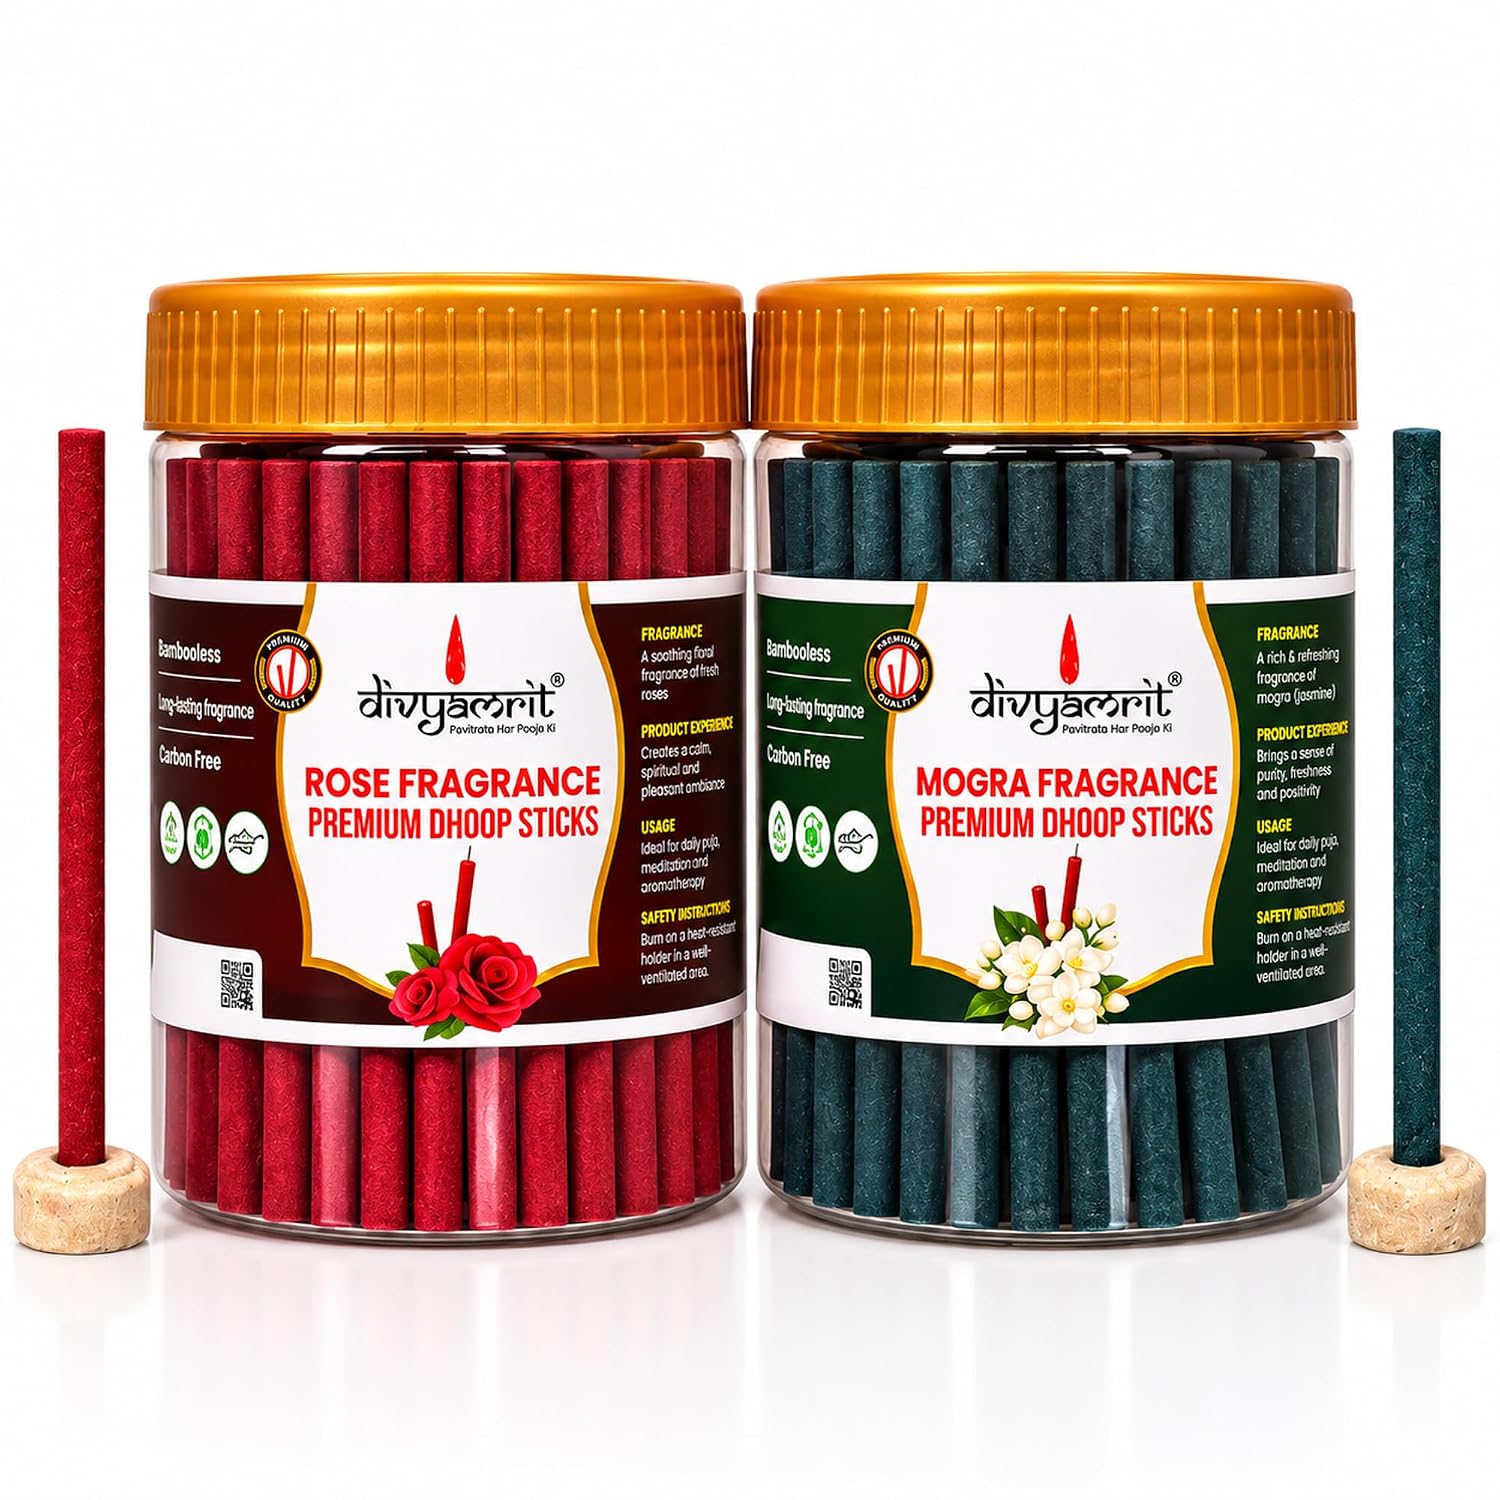 Bambooless
Long-lasting fragrance
Carbon Free
PREMIUM
QUALITY
divyamrit®
Pavitrata Har Pooja Ki
ROSE FRAGRANCE
PREMIUM DHOOP STICKS
FRAGRANCE
A soothing floral
fragrance of fresh
roses
PRODUCT EXPERIENCE
Creates a calm,
spiritual and
pleasant ambiance
USAGE
Ideal for daily puja,
meditation and
aromatherapy
SAFETY INSTRUCTIONS
Burn on a heat-resistant
holder in a well-
ventilated area.
Bambooless
Long-lasting fragrance
Carbon Free
PREMIUM
QUALITY
divyamrit®
Pavitrata Har Pooja Ki
MOGRA FRAGRANCE
PREMIUM DHOOP STICKS
FRAGRANCE
A rich & refreshing
fragrance of
mogra (jasmine)
PRODUCT EXPERIENCE
Brings a sense of
purity, freshness
and positivity
USAGE
Ideal for daily puja,
meditation and
aromatherapy
SAFETY INSTRUCTIONS
Burn on a heat-resistant
holder in a well-
ventilated area.